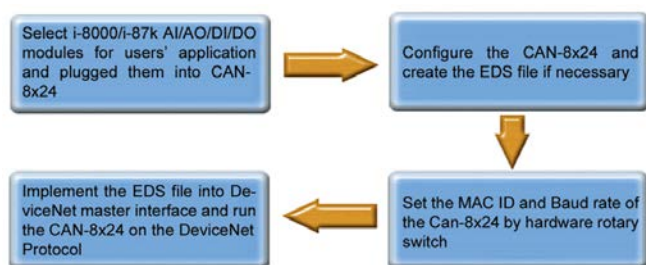 Select i-8000/i-87k AI/AO/DI/DO
modules for users' application
and plugged them into CAN-
8x24
Configure the CAN-8x24 and
create the EDS file if necessary
Set the MAC ID and Baud rate of
the Can-8x24 by hardware rotary
switch
Implement the EDS file into De-
viceNet master interface and run
the CAN-8x24 on the DeviceNet
Protocol